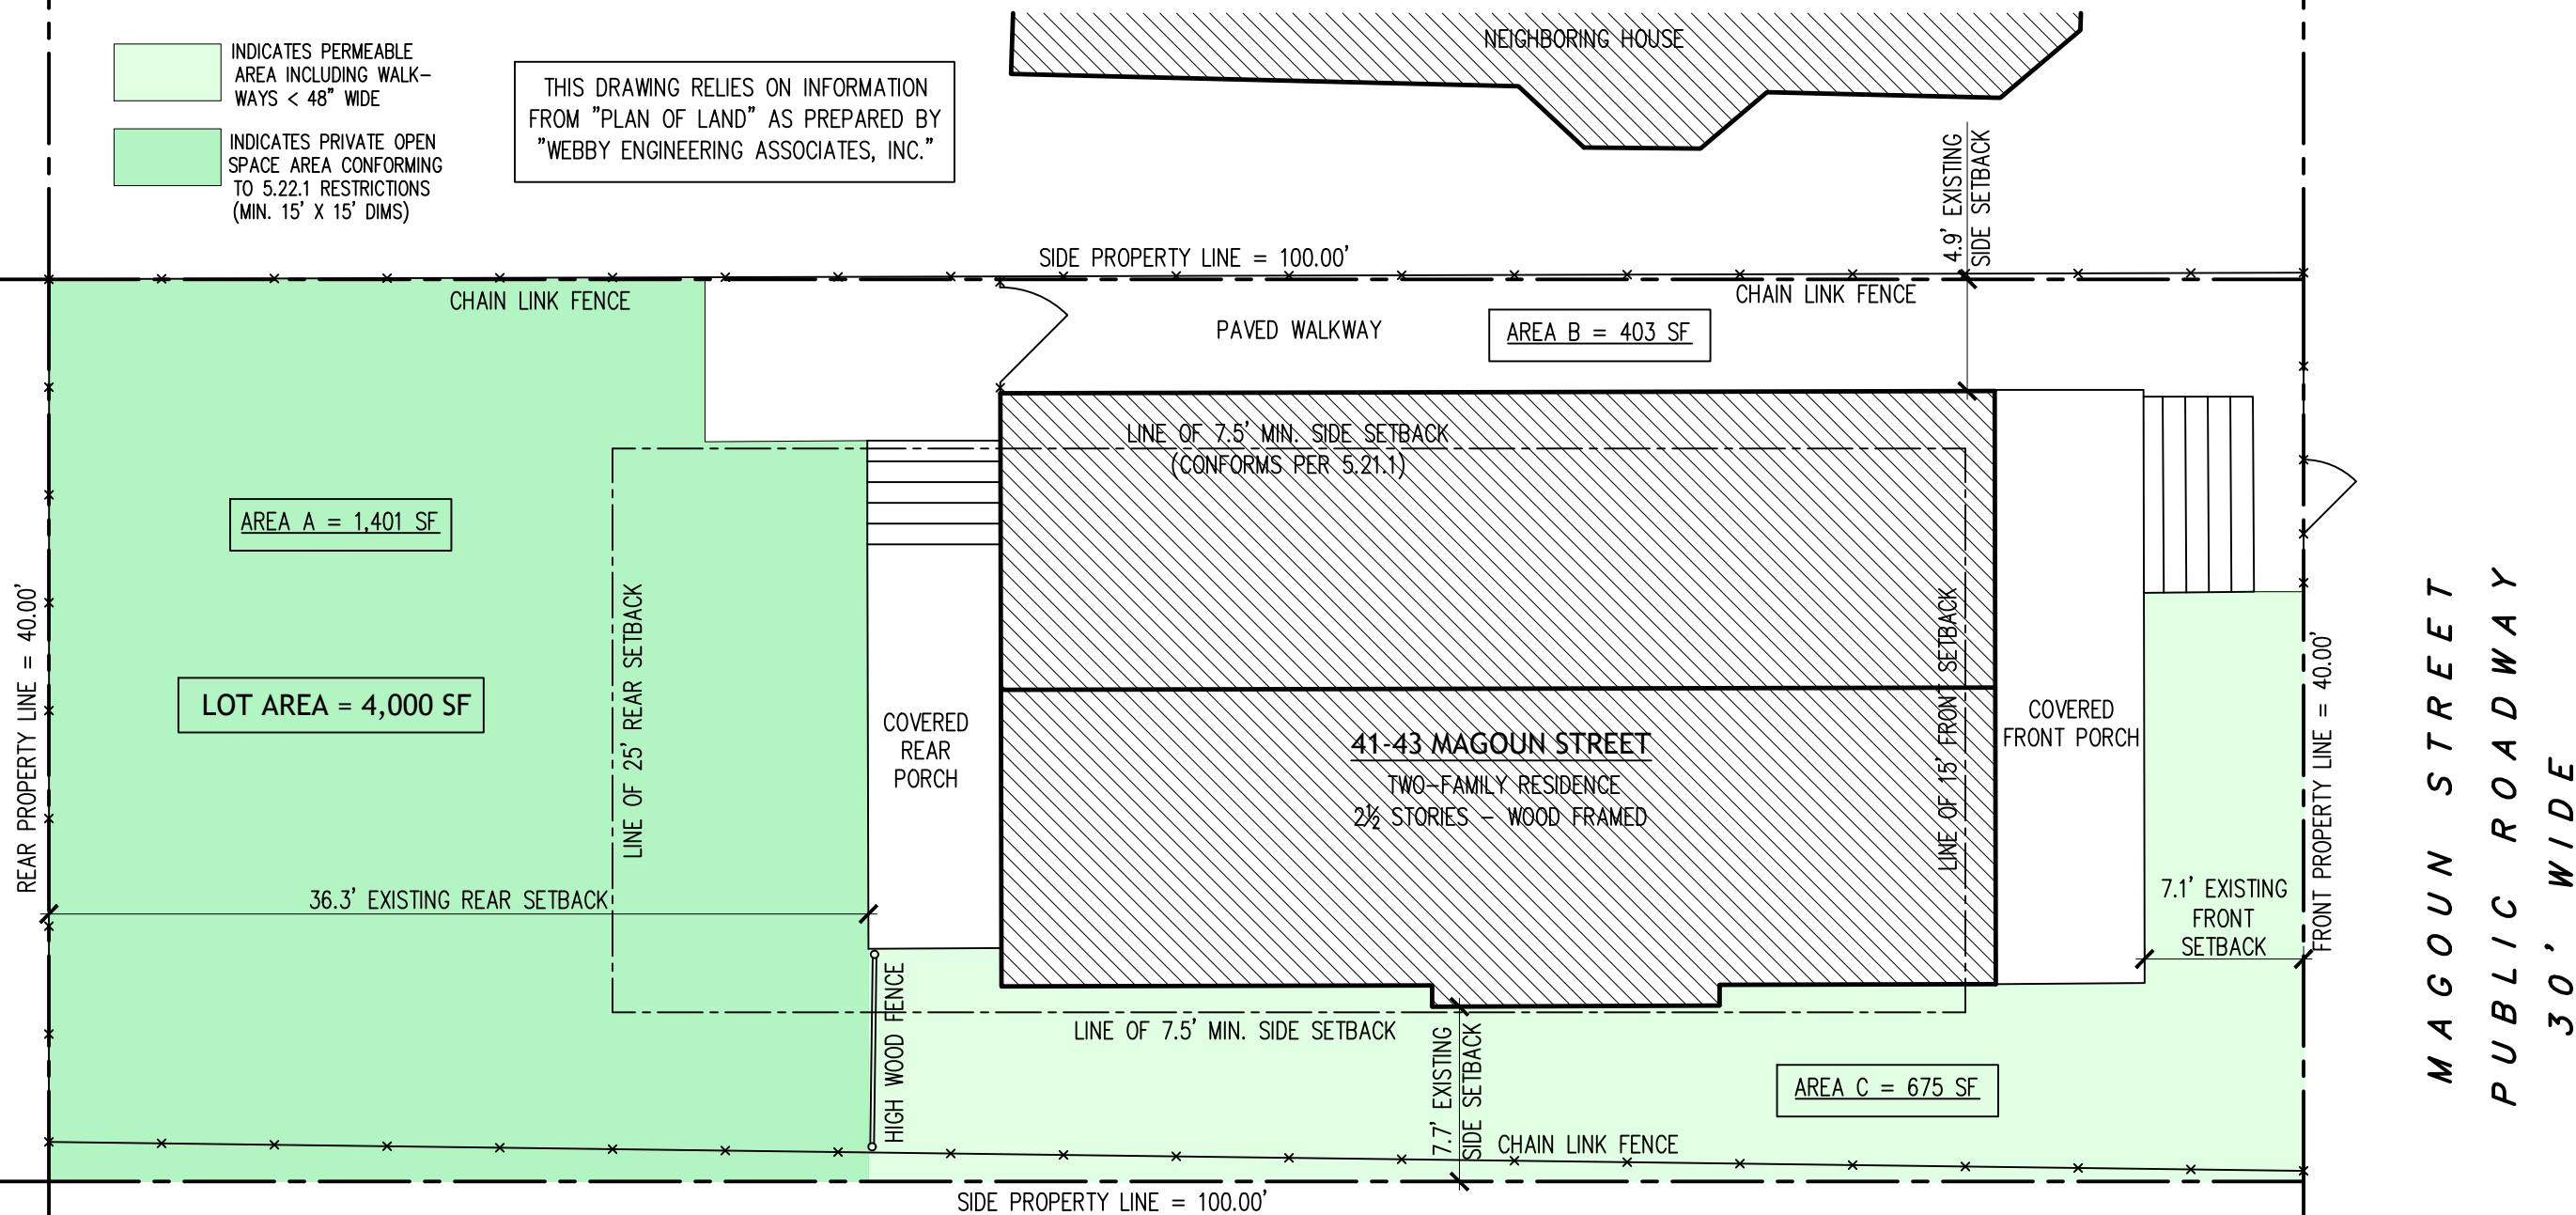 INDICATES PERMEABLE
AREA INCLUDING WALK-
WAYS < 48" WIDE
INDICATES PRIVATE OPEN
SPACE AREA CONFORMING
TO 5.22.1 RESTRICTIONS
(MIN. 15' X 15' DIMS)
THIS DRAWING RELIES ON INFORMATION
FROM "PLAN OF LAND" AS PREPARED BY
"WEBBY ENGINEERING ASSOCIATES, INC."
NEIGHBORING HOUSE
4.9' EXISTING
SIDE SETBACK
SIDE PROPERTY LINE = 100.00'
CHAIN LINK FENCE
CHAIN LINK FENCE
PAVED WALKWAY
AREA B = 403 SF
LINE OF 7.5' MIN. SIDE SETBACK
(CONFORMS PER 5.21.1)
AREA A = 1,401 SF
LOT AREA = 4,000 SF
REAR PROPERTY LINE = 40.00'
LINE OF 25' REAR SETBACK
36.3' EXISTING REAR SETBACK
COVERED
REAR
PORCH
41-43 MAGOUN STREET
TWO-FAMILY RESIDENCE
2½ STORIES - WOOD FRAMED
LINE OF 15' FRONT SETBACK
COVERED
FRONT PORCH
7.1' EXISTING
FRONT
SETBACK
FRONT PROPERTY LINE = 40.00'
MAGOUN STREET
PUBLIC ROADWAY
30' WIDE
HIGH WOOD FENCE
LINE OF 7.5' MIN. SIDE SETBACK
7.7' EXISTING
SIDE SETBACK
AREA C = 675 SF
CHAIN LINK FENCE
SIDE PROPERTY LINE = 100.00'